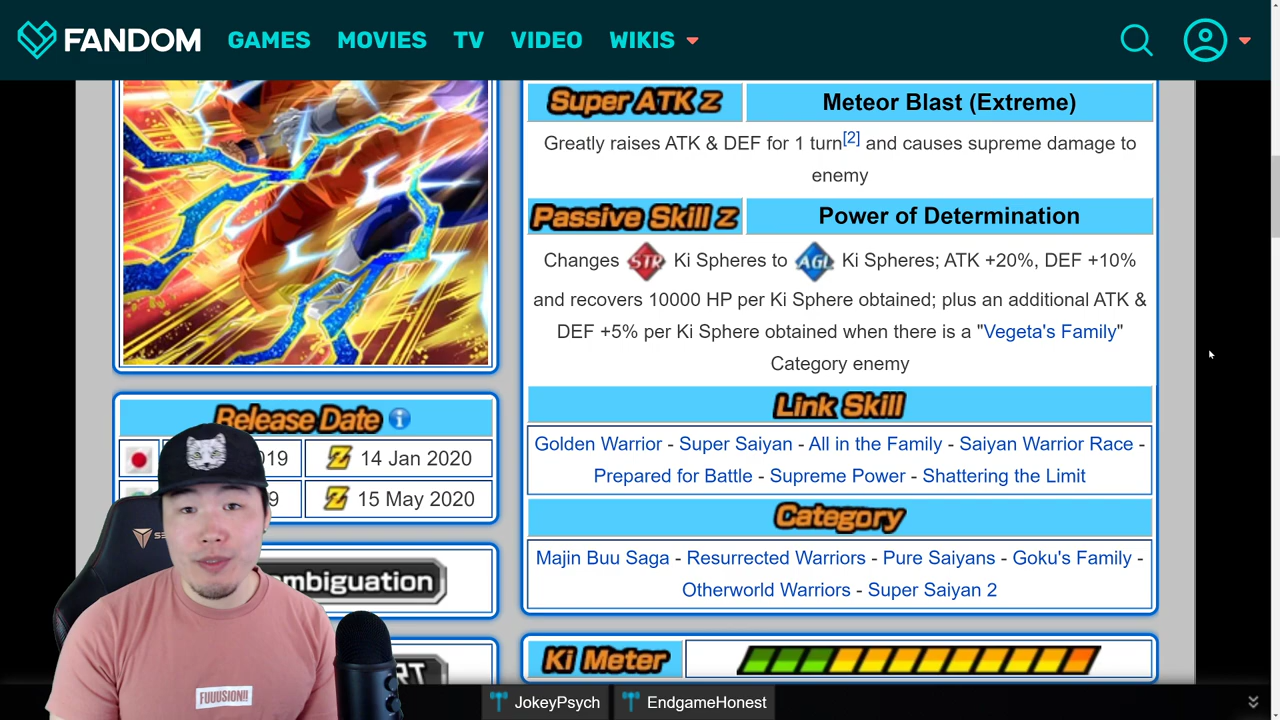 FANDOM GAMES MOVIES TV VIDEO WIKIS
Super ATK Z Meteor Blast (Extreme)
Greatly raises ATK & DEF for 1 turn[2] and causes supreme damage to
enemy
Passive Skill Z Power of Determination
Changes STR Ki Spheres to AGL Ki Spheres; ATK +20%, DEF +10%
and recovers 10000 HP per Ki Sphere obtained; plus an additional ATK &
DEF +5% per Ki Sphere obtained when there is a "Vegeta's Family"
Category enemy
Link Skill
Golden Warrior - Super Saiyan - All in the Family - Saiyan Warrior Race -
Prepared for Battle - Supreme Power - Shattering the Limit
Category
Majin Buu Saga - Resurrected Warriors - Pure Saiyans - Goku's Family -
Otherworld Warriors - Super Saiyan 2
Ki Meter
Release Date i
019 Z 14 Jan 2020
9 Z 15 May 2020
ambiguation
RT
FUUUSION!!
JokeyPsych EndgameHonest